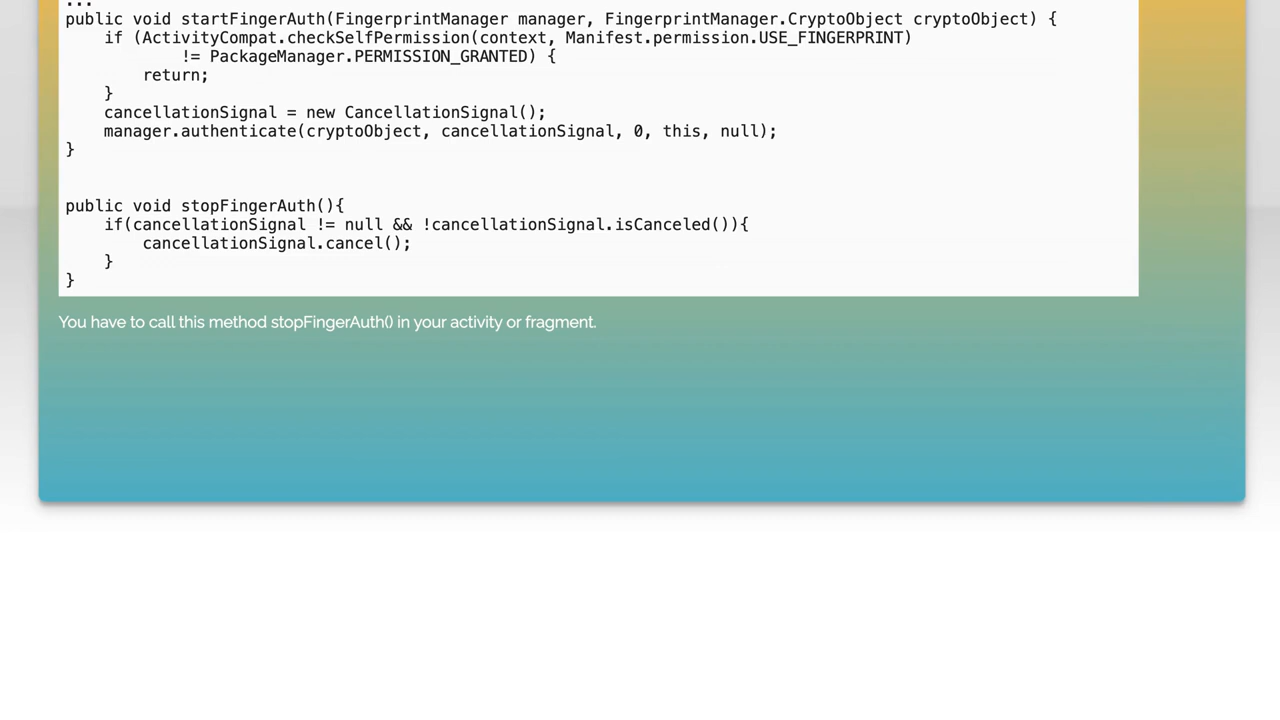 ...
public void startFingerAuth(FingerprintManager manager, FingerprintManager.CryptoObject cryptoObject) {
    if (ActivityCompat.checkSelfPermission(context, Manifest.permission.USE_FINGERPRINT)
            != PackageManager.PERMISSION_GRANTED) {
        return;
    }
    cancellationSignal = new CancellationSignal();
    manager.authenticate(cryptoObject, cancellationSignal, 0, this, null);
}
public void stopFingerAuth(){
    if(cancellationSignal != null && !cancellationSignal.isCanceled()){
        cancellationSignal.cancel();
    }
}
You have to call this method stopFingerAuth() in your activity or fragment.